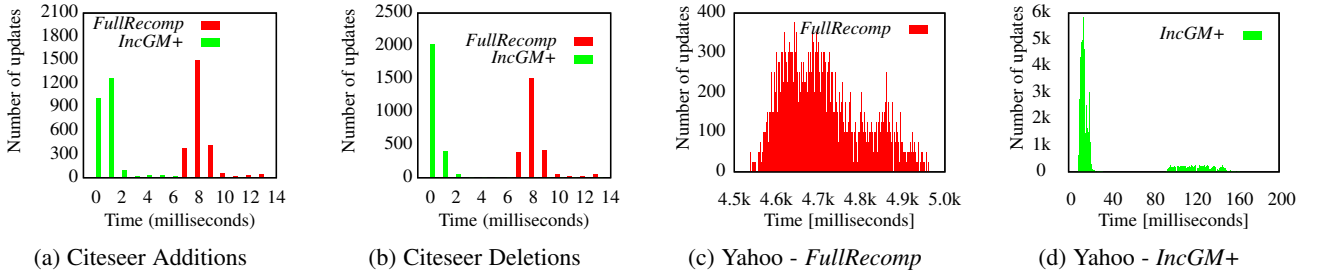 Number of updates
2100
1800
1500
1200
900
600
300
0
FullRecomp
IncGM+
0 2 4 6 8 10 12 14
Time (milliseconds)
(a) Citeseer Additions
Number of updates
2500
2000
1500
1000
500
0
FullRecomp
IncGM+
0 2 4 6 8 10 12 14
Time (milliseconds)
(b) Citeseer Deletions
Number of updates
400
300
200
100
0
FullRecomp
4.5k 4.6k 4.7k 4.8k 4.9k 5.0k
Time [milliseconds]
(c) Yahoo - FullRecomp
Number of updates
6k
5k
4k
3k
2k
1k
0
IncGM+
0 40 80 120 160 200
Time [milliseconds]
(d) Yahoo - IncGM+